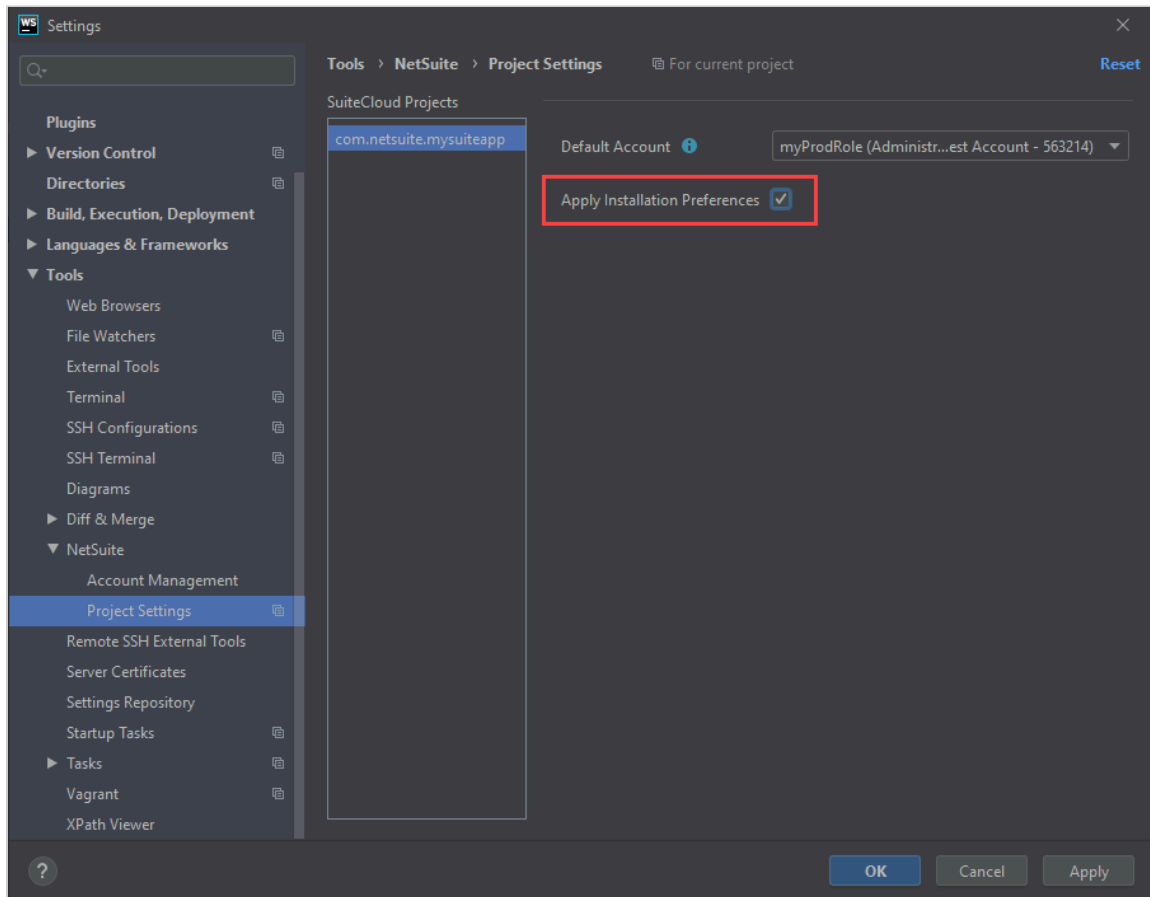 WS Settings
Tools > NetSuite > Project Settings For current project Reset
SuiteCloud Projects
Plugins
com.netsuite.mysuiteapp
Default Account myProdRole (Administr...est Account - 563214)
Version Control
Directories
Apply Installation Preferences
Build, Execution, Deployment
Languages & Frameworks
Tools
Web Browsers
File Watchers
External Tools
Terminal
SSH Configurations
SSH Terminal
Diagrams
Diff & Merge
NetSuite
Account Management
Project Settings
Remote SSH External Tools
Server Certificates
Settings Repository
Startup Tasks
Tasks
Vagrant
XPath Viewer
? OK Cancel Apply